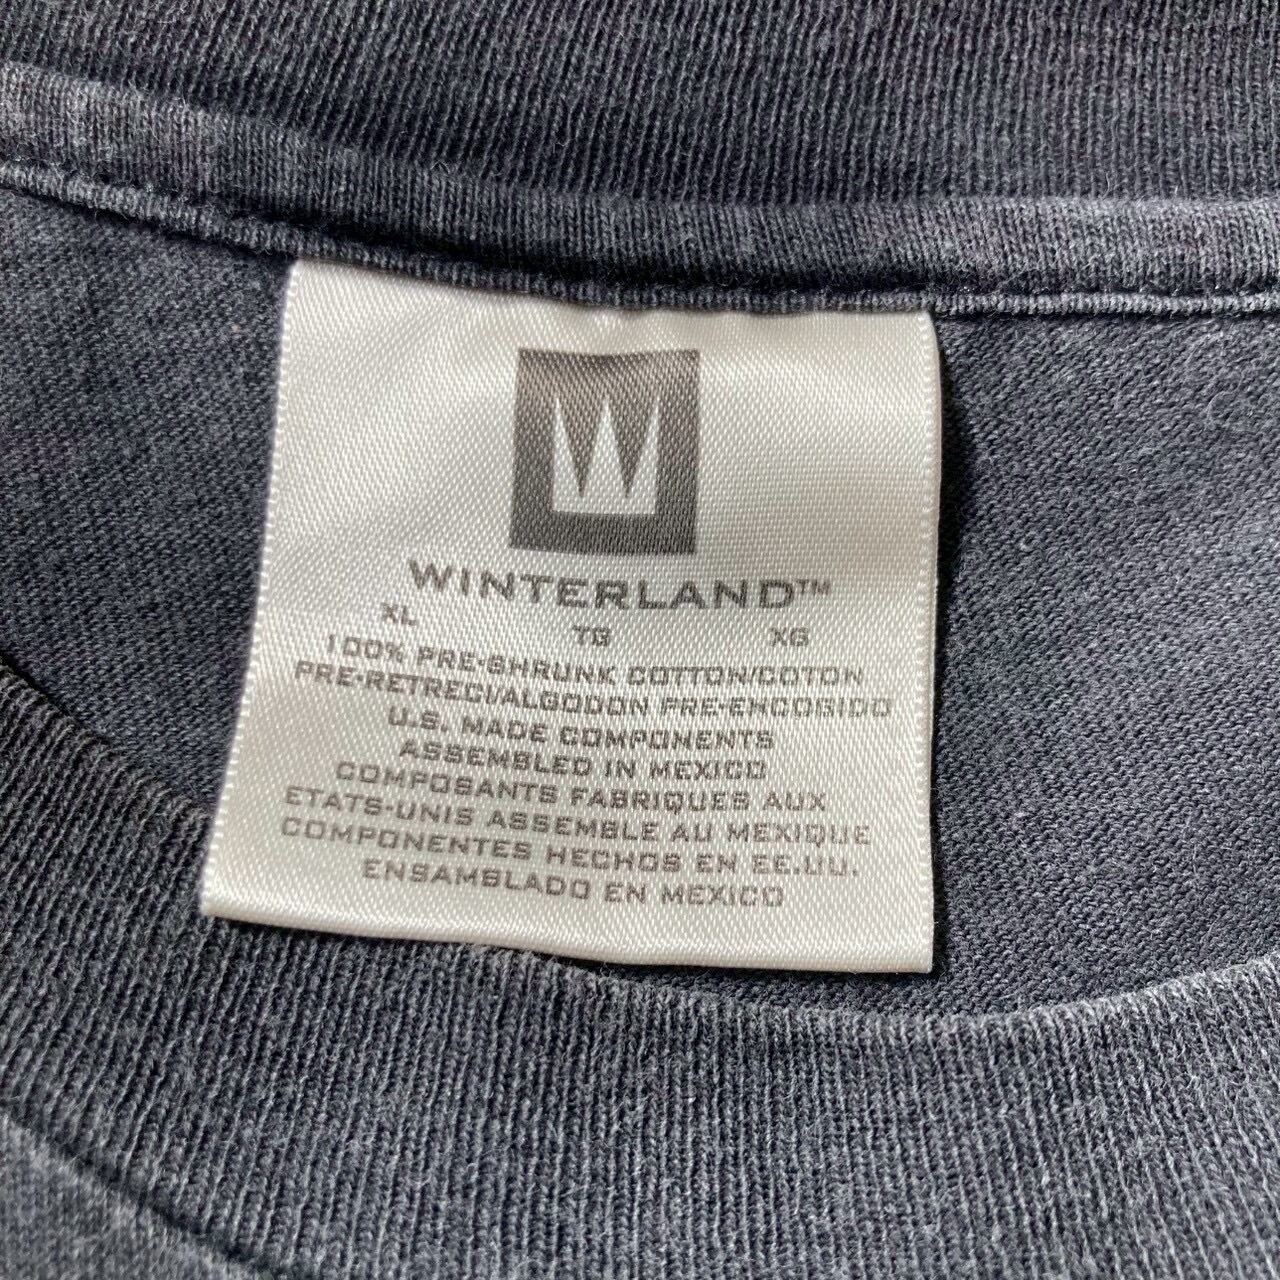 W
WINTERLAND™
XL TG XG
100% PRE-SHRUNK COTTON/COTON
PRE-RETRECI/ALGODON PRE-ENCOGIDO
U.S. MADE COMPONENTS
ASSEMBLED IN MEXICO
COMPOSANTS FABRIQUES AUX
ETATS-UNIS ASSEMBLE AU MEXIQUE
COMPONENTES HECHOS EN EE.UU.
ENSAMBLADO EN MEXICO